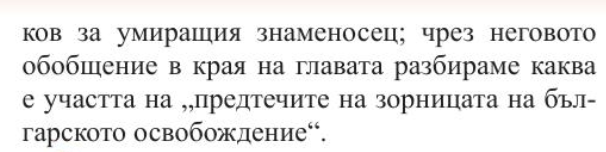 ков за умиращия знаменосец; чрез неговото
обобщение в края на главата разбираме каква
е участта на „предтечите на зорницата на бъл-
гарското освобождение“.